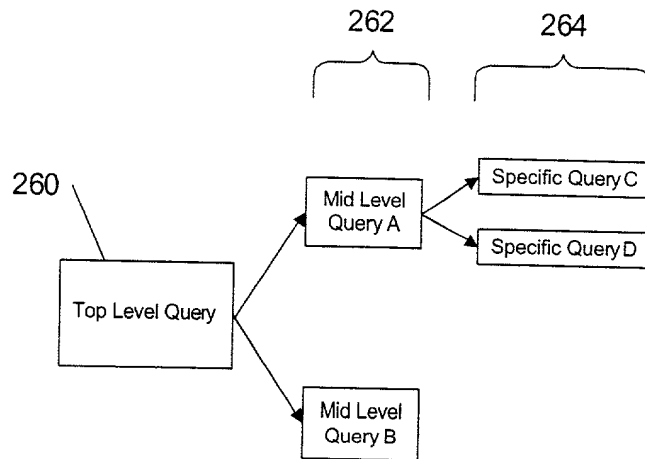 262
264
260
Mid Level
Query A
Specific Query C
Specific Query D
Top Level Query
Mid Level
Query B